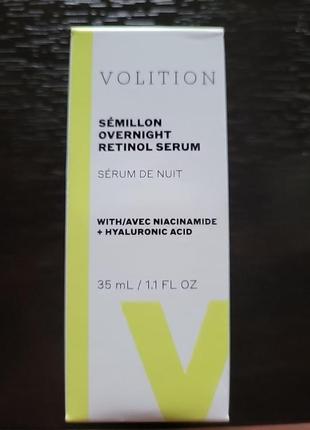 VOLITION
SÉMILLON
OVERNIGHT
RETINOL SERUM
SÉRUM DE NUIT
WITH/AVEC NIACINAMIDE
+ HYALURONIC ACID
35 mL / 1.1 FL OZ
V